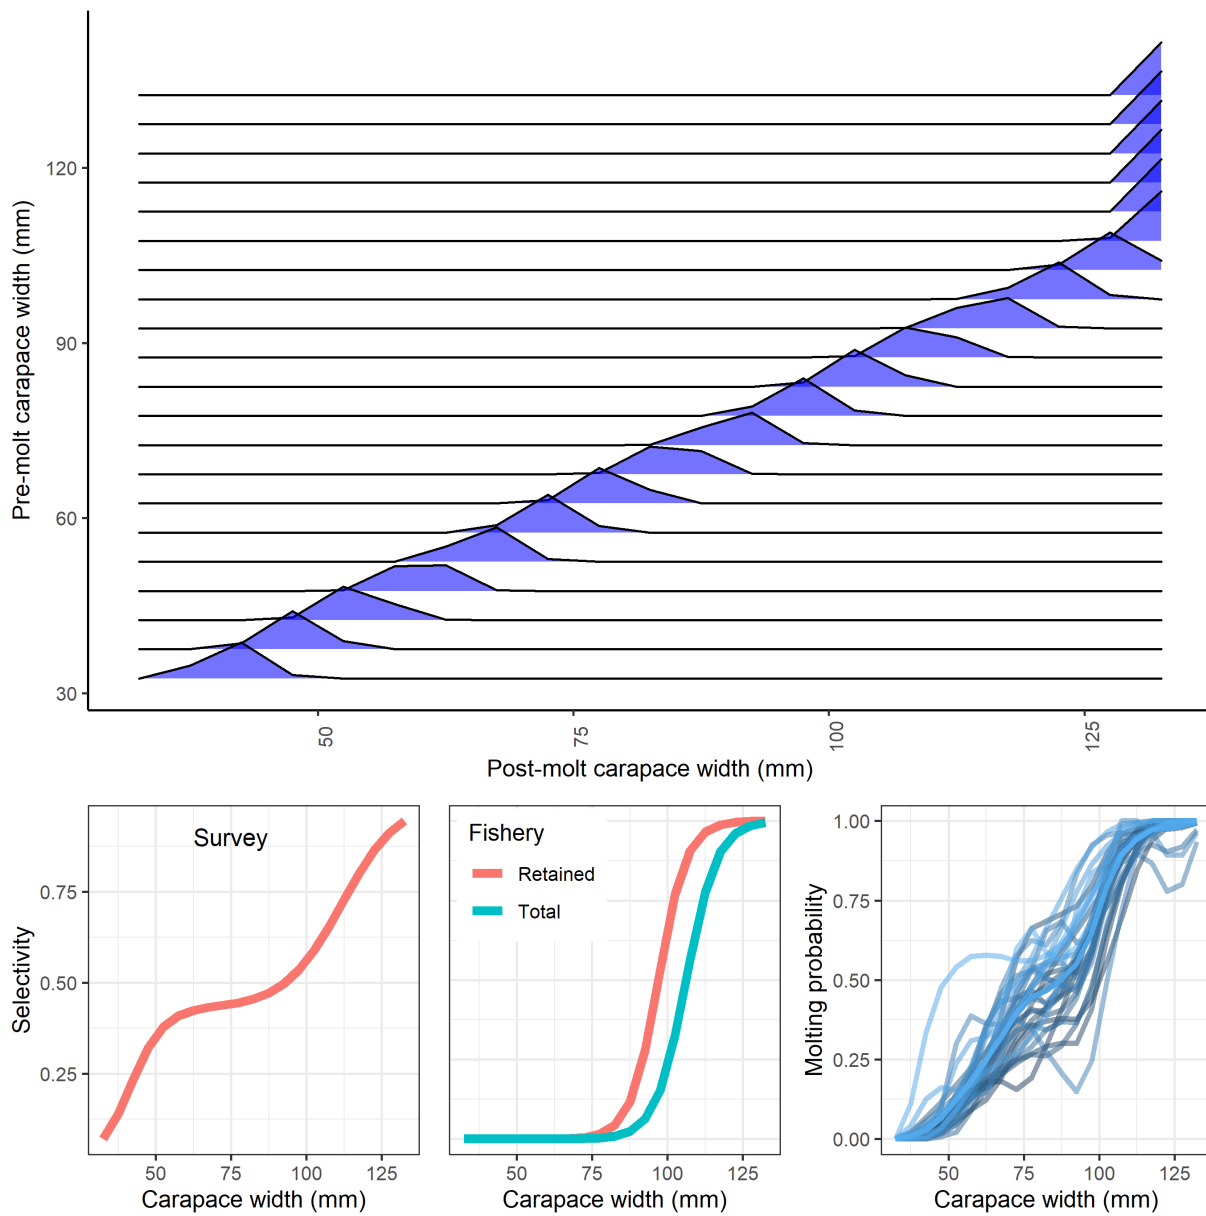 Pre-molt carapace width (mm)
120
90
60
30
50
75
100
125
Post-molt carapace width (mm)
Survey
Selectivity
0.75
0.50
0.25
50
75
100
125
Carapace width (mm)
Fishery
Retained
Total
50
75
100
125
Carapace width (mm)
Molting probability
1.00
0.75
0.50
0.25
0.00
50
75
100
125
Carapace width (mm)